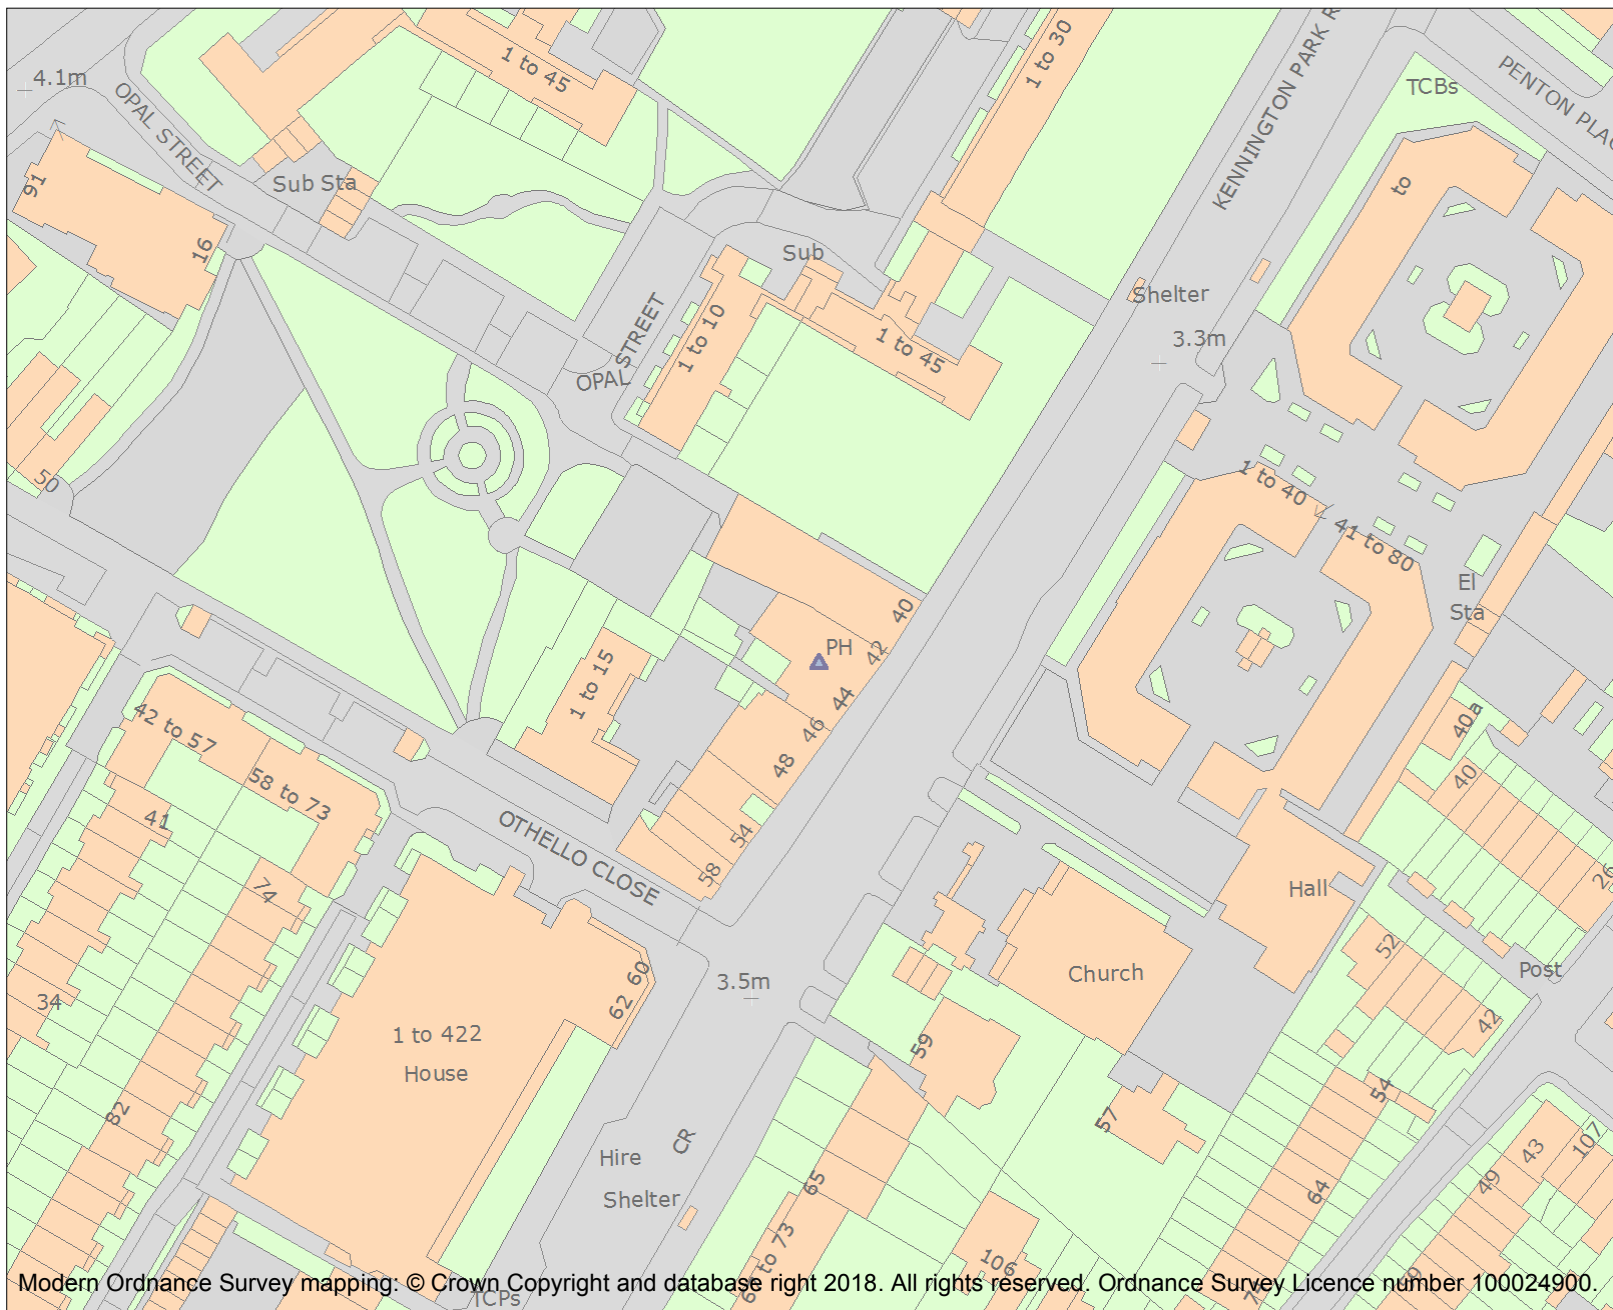 1 to 45
1 to 30
KENNINGTON PARK R
PENTON PLAC
TCBs
4.1m
OPAL STREET
Sub Sta
91
16
to
Sub
Shelter
3.3m
1 to 10
OPAL
STREET
1 to 45
50
1 to 40
41 to 80
El
Sta
40
PH
42
44
46
48
54
58
1 to 15
42 to 57
58 to 73
41
74
OTHELLO CLOSE
40a
40
26
Hall
52
Post
42
Church
3.5m
60
62
34
1 to 422
House
59
57
54
82
Hire
CR
Shelter
65
64
43
107
49
to 73
106
TCPs
Modern Ordnance Survey mapping: © Crown Copyright and database right 2018. All rights reserved. Ordnance Survey Licence number 100024900.